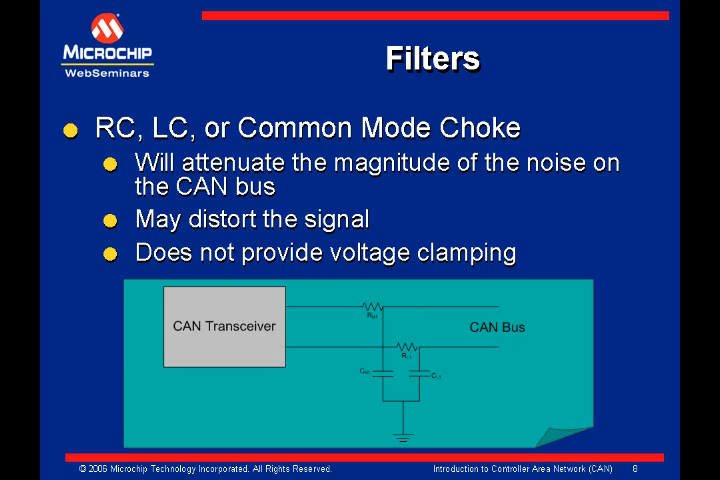 MICROCHIP
WebSeminars
Filters
RC, LC, or Common Mode Choke
Will attenuate the magnitude of the noise on
the CAN bus
May distort the signal
Does not provide voltage clamping
CAN Transceiver
CAN Bus
© 2006 Microchip Technology Incorporated. All Rights Reserved.
Introduction to Controller Area Network (CAN) 8